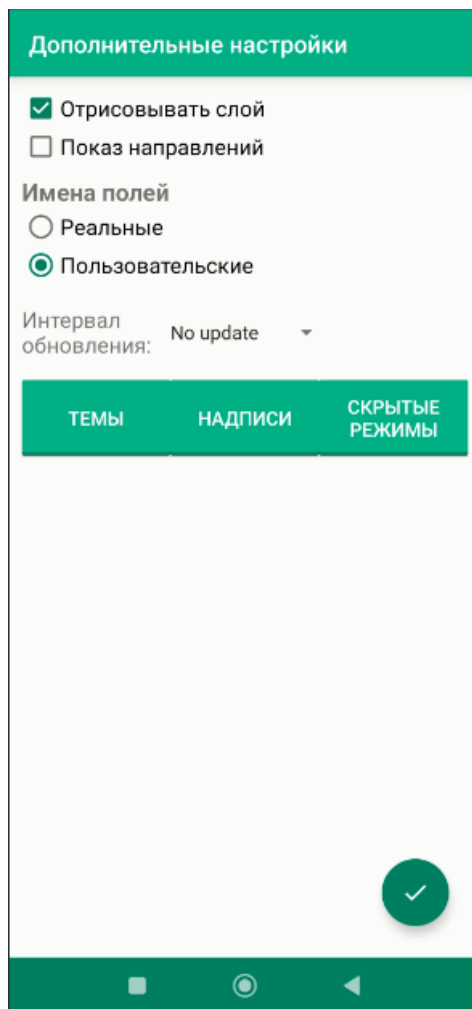 Дополнительные настройки
Отрисовывать слой
Показ направлений
Имена полей
Реальные
Пользовательские
Интервал
обновления:
No update
ТЕМЫ
НАДПИСИ
СКРЫТЫЕ
РЕЖИМЫ